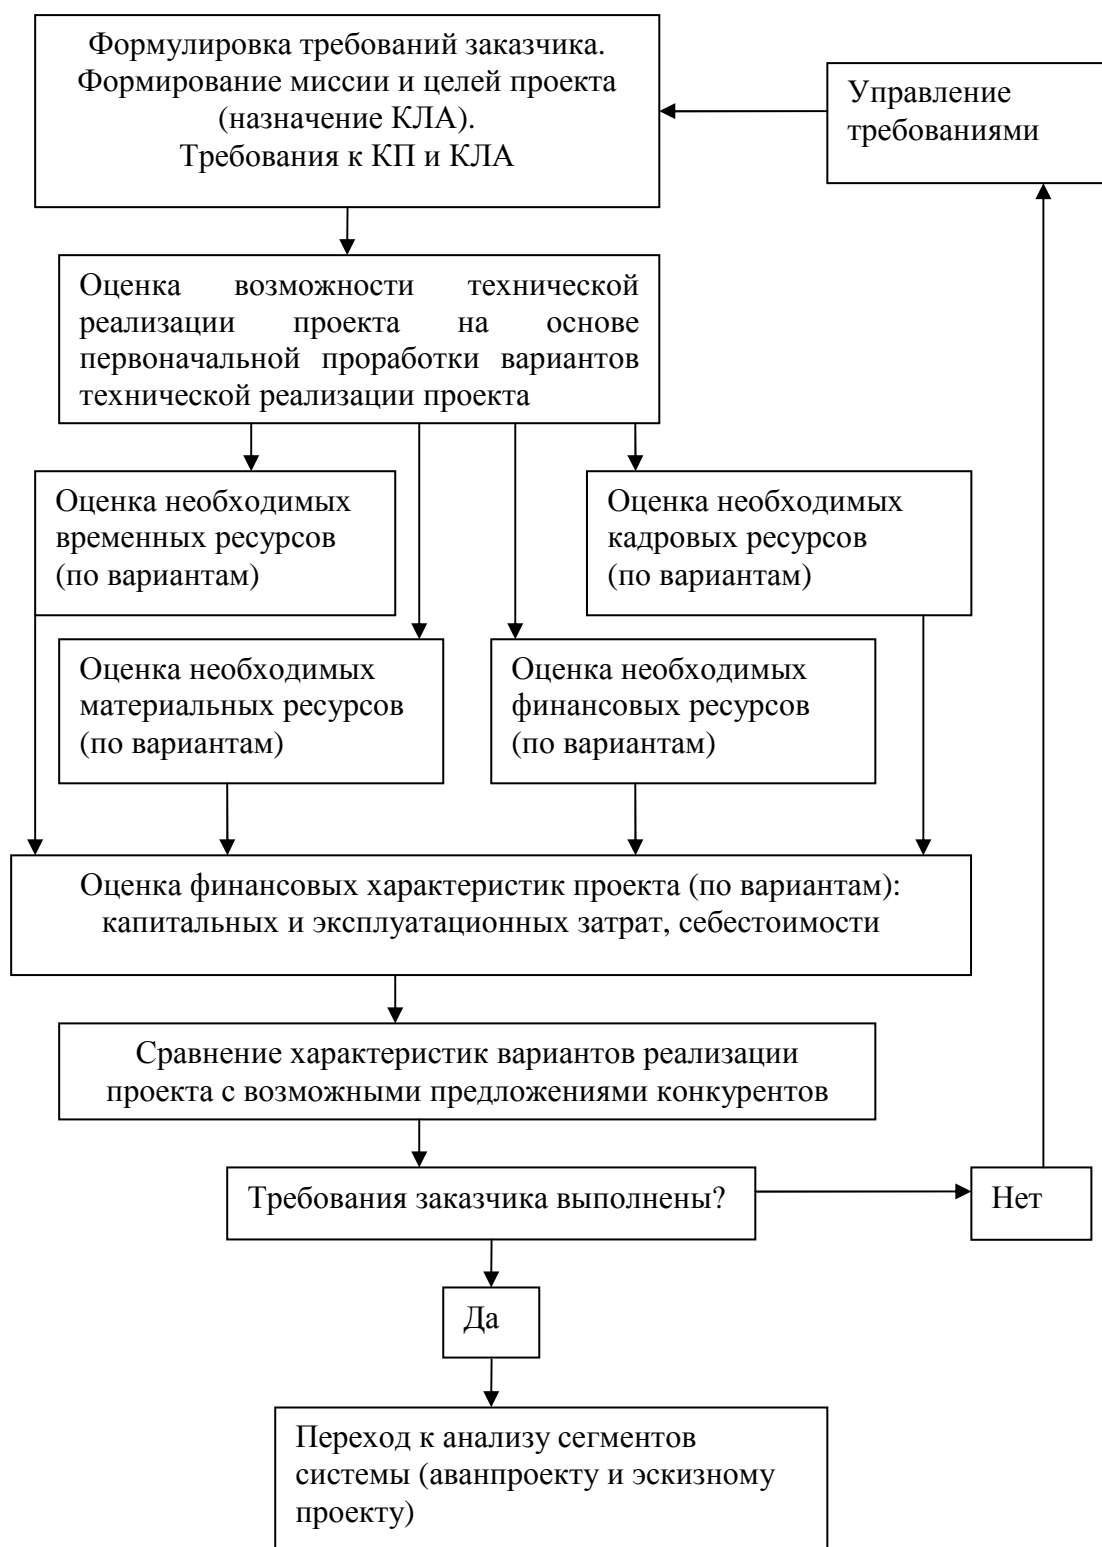 Формулировка требований заказчика.
Формирование миссии и целей проекта
(назначение КЛА).
Требования к КП и КЛА
Управление
требованиями
Оценка возможности технической
реализации проекта на основе
первоначальной проработки вариантов
технической реализации проекта
Оценка необходимых
временных ресурсов
(по вариантам)
Оценка необходимых
кадровых ресурсов
(по вариантам)
Оценка необходимых
материальных ресурсов
(по вариантам)
Оценка необходимых
финансовых ресурсов
(по вариантам)
Оценка финансовых характеристик проекта (по вариантам):
капитальных и эксплуатационных затрат, себестоимости
Сравнение характеристик вариантов реализации
проекта с возможными предложениями конкурентов
Требования заказчика выполнены?
Нет
Да
Переход к анализу сегментов
системы (аванпроекту и эскизному
проекту)